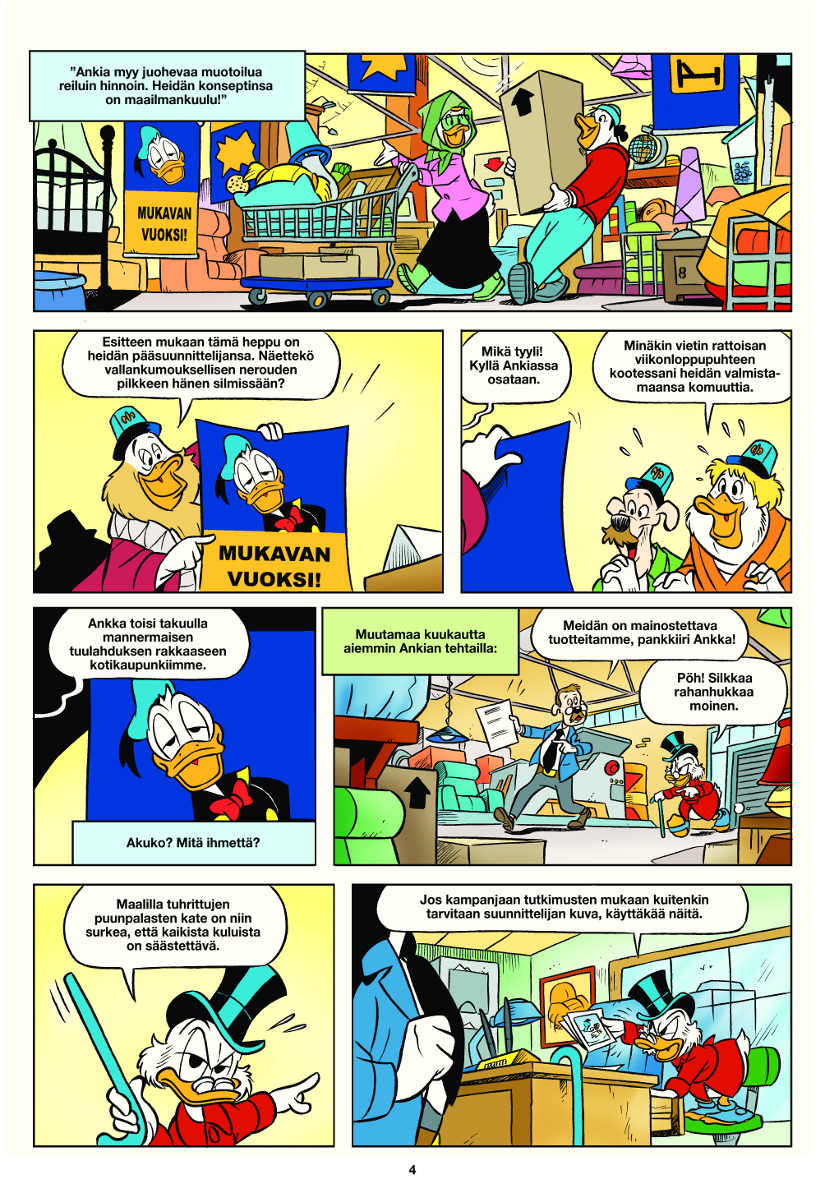 ”Ankia myy juohevaa muotoilua
reiluin hinnoin. Heidän konseptinsa
on maailmankuulu!”
MUKAVAN
VUOKSI!
8
Esitteen mukaan tämä heppu on
heidän pääsuunnittelijansa. Näettekö
vallankumouksellisen nerouden
pilkkeen hänen silmissään?
MUKAVAN
VUOKSI!
Mikä tyyli!
Kyllä Ankiassa
osataan.
Minäkin vietin rattoisan
viikonloppupuhteen
kootessani heidän valmista-
maansa komuuttia.
Ankka toisi takuulla
mannermaisen
tuulahduksen rakkaaseen
kotikaupunkiimme.
Akuko? Mitä ihmettä?
Muutamaa kuukautta
aiemmin Ankian tehtailla:
Meidän on mainostettava
tuotteitamme, pankkiiri Ankka!
Pöh! Silkkaa
rahanhukkaa
moinen.
Maalilla tuhrittujen
puunpalasten kate on niin
surkea, että kaikista kuluista
on säästettävä.
Jos kampanjaan tutkimusten mukaan kuitenkin
tarvitaan suunnittelijan kuva, käyttäkää näitä.
4